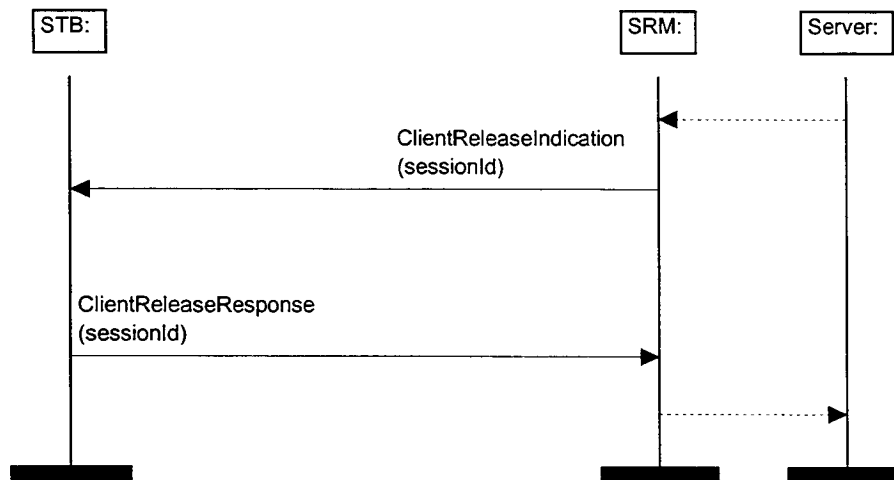 STB:
SRM:
Server:
ClientReleaseIndication
(sessionId)
ClientReleaseResponse
(sessionId)